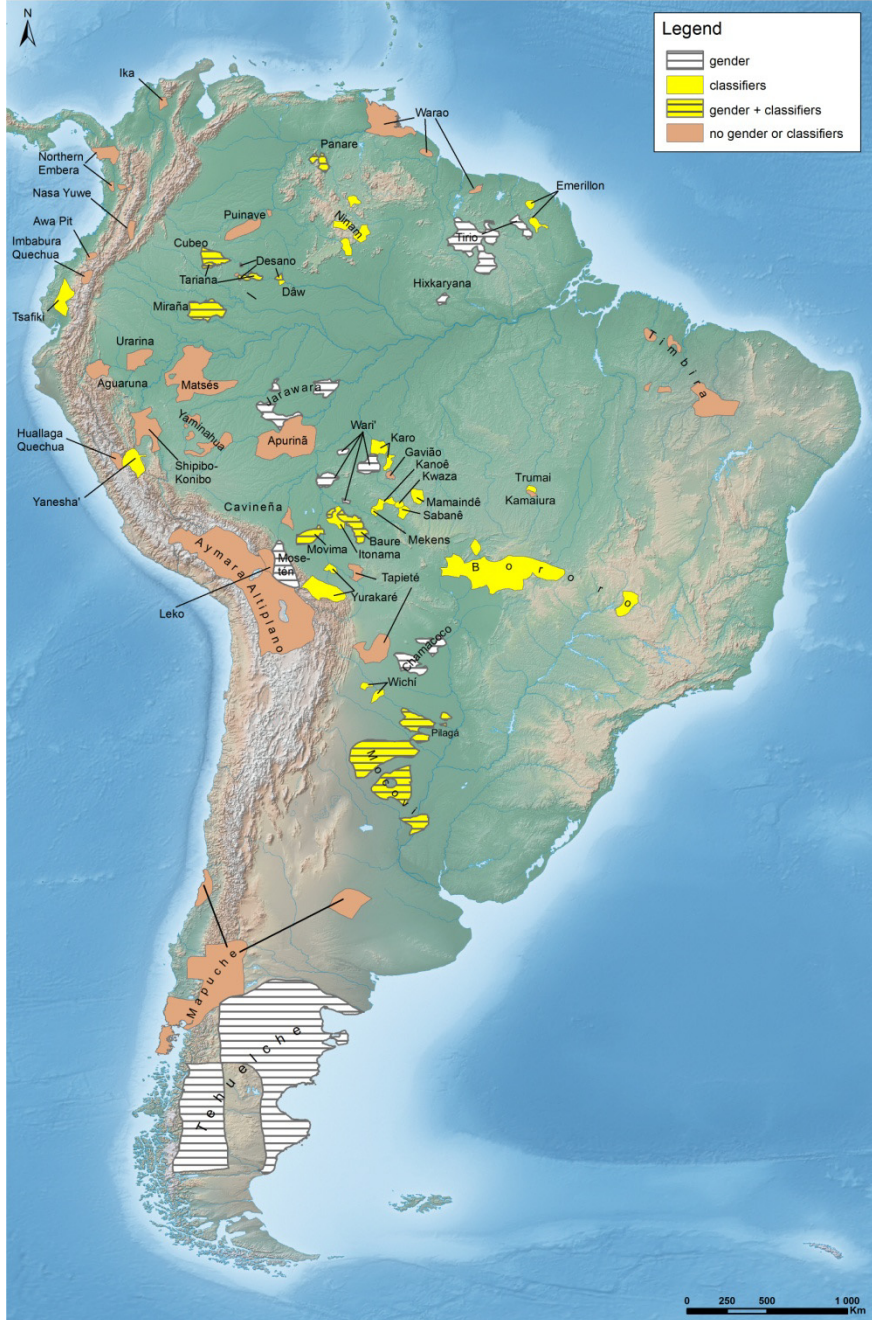 N
Legend
gender
classifiers
gender + classifiers
no gender or classifiers
Ika
Warao
Northern
Embera
Panare
Emerillon
Nasa Yuwe
Puinave
Ninam
Awa Pit
Tirio
Imbabura
Quechua
Cubeo
Desano
Tariana
Dâw
Hixkaryana
Tsafiki
Miraña
Urarina
Timbira
Aguaruna
Matsés
Jarawara
Yaminahua
Wari'
Karo
Huallaga
Quechua
Apurinã
Gavião
Kanoê
Kwaza
Shipibo-
Konibo
Trumai
Kamaiura
Yanesha'
Mamaindê
Cavineña
Sabanê
Baure
Mekens
Movima
Itonama
Aymara Altiplano
Mose-
tén
Bororo
Tapieté
Leko
Yurakaré
Chamacoco
Wichí
Pilagá
Mocoví
Mapuche
Tehuelche
0 250 500 1 000
Km